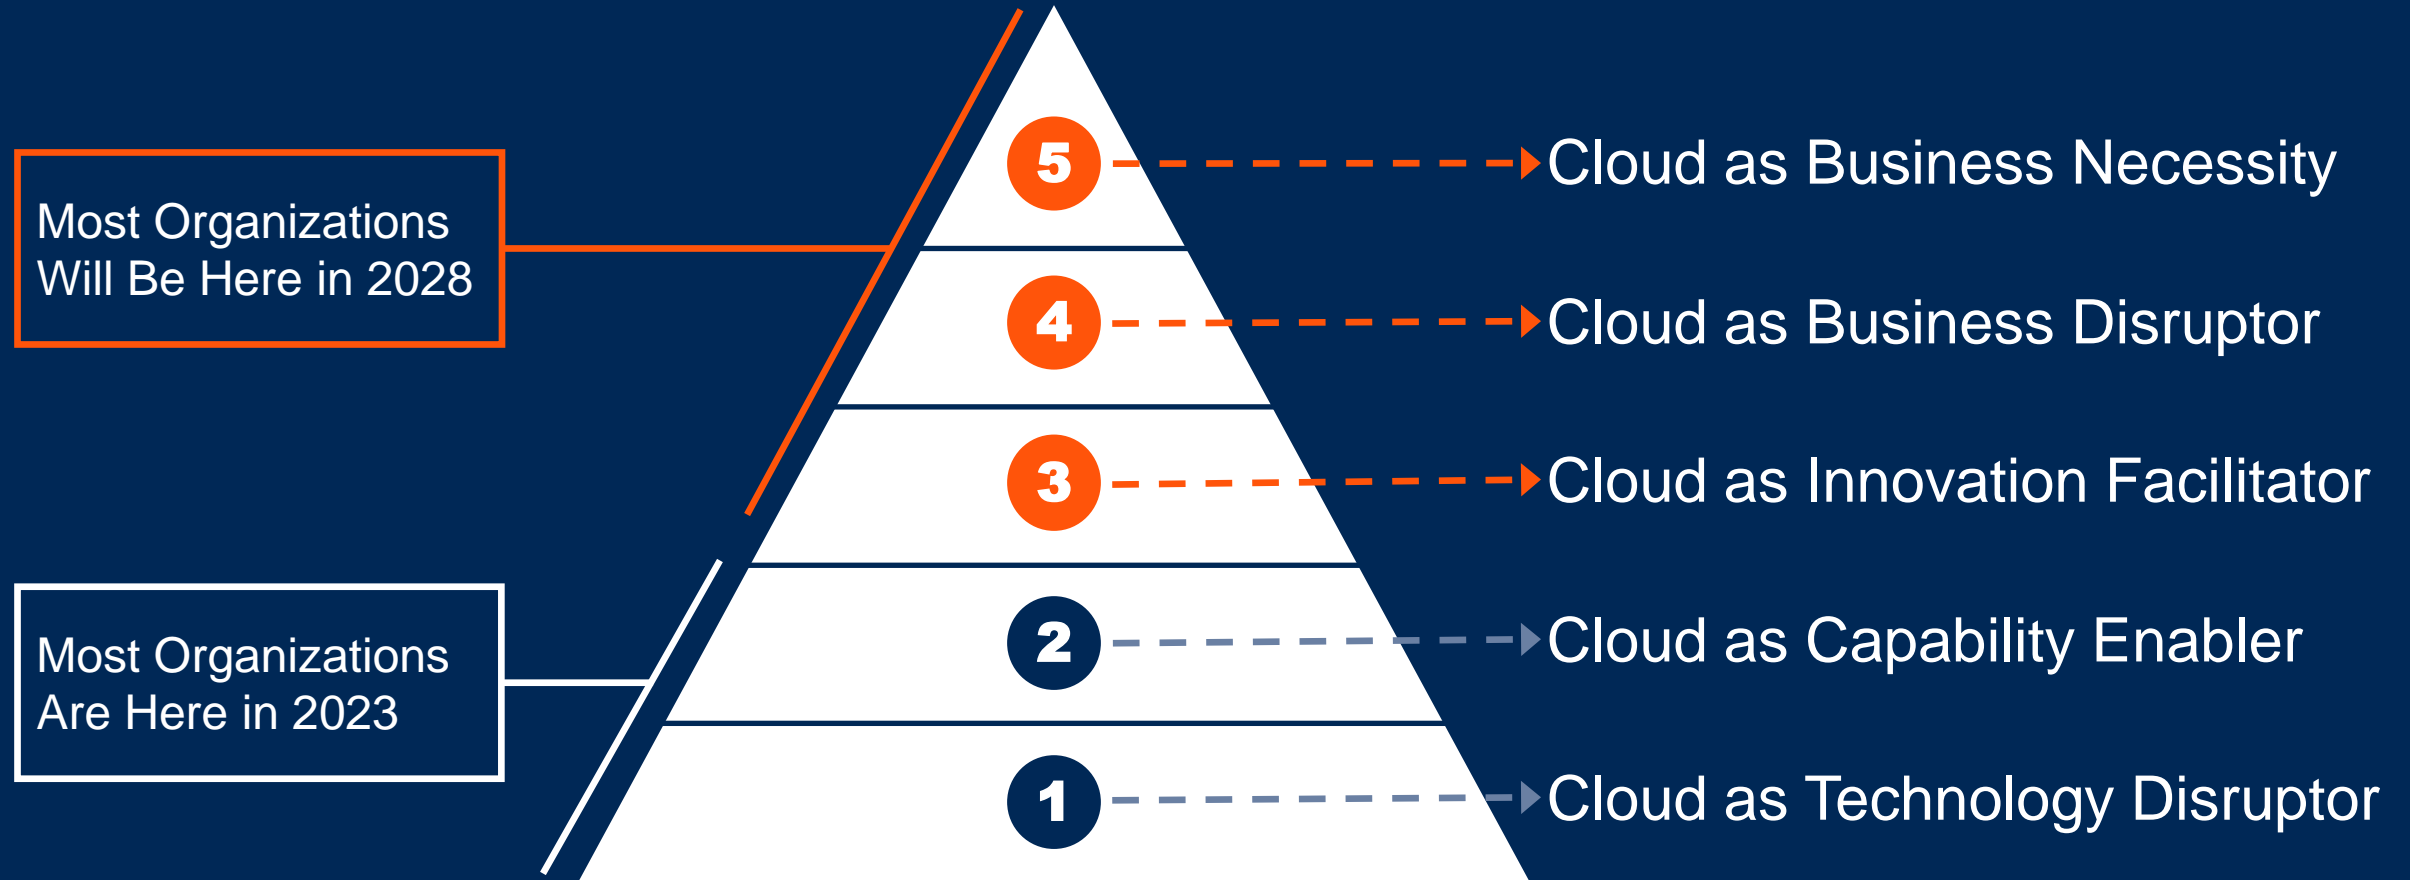 5
Cloud as Business Necessity
Most Organizations
Will Be Here in 2028
4
Cloud as Business Disruptor
3
Cloud as Innovation Facilitator
2
Cloud as Capability Enabler
Most Organizations
Are Here in 2023
1
Cloud as Technology Disruptor